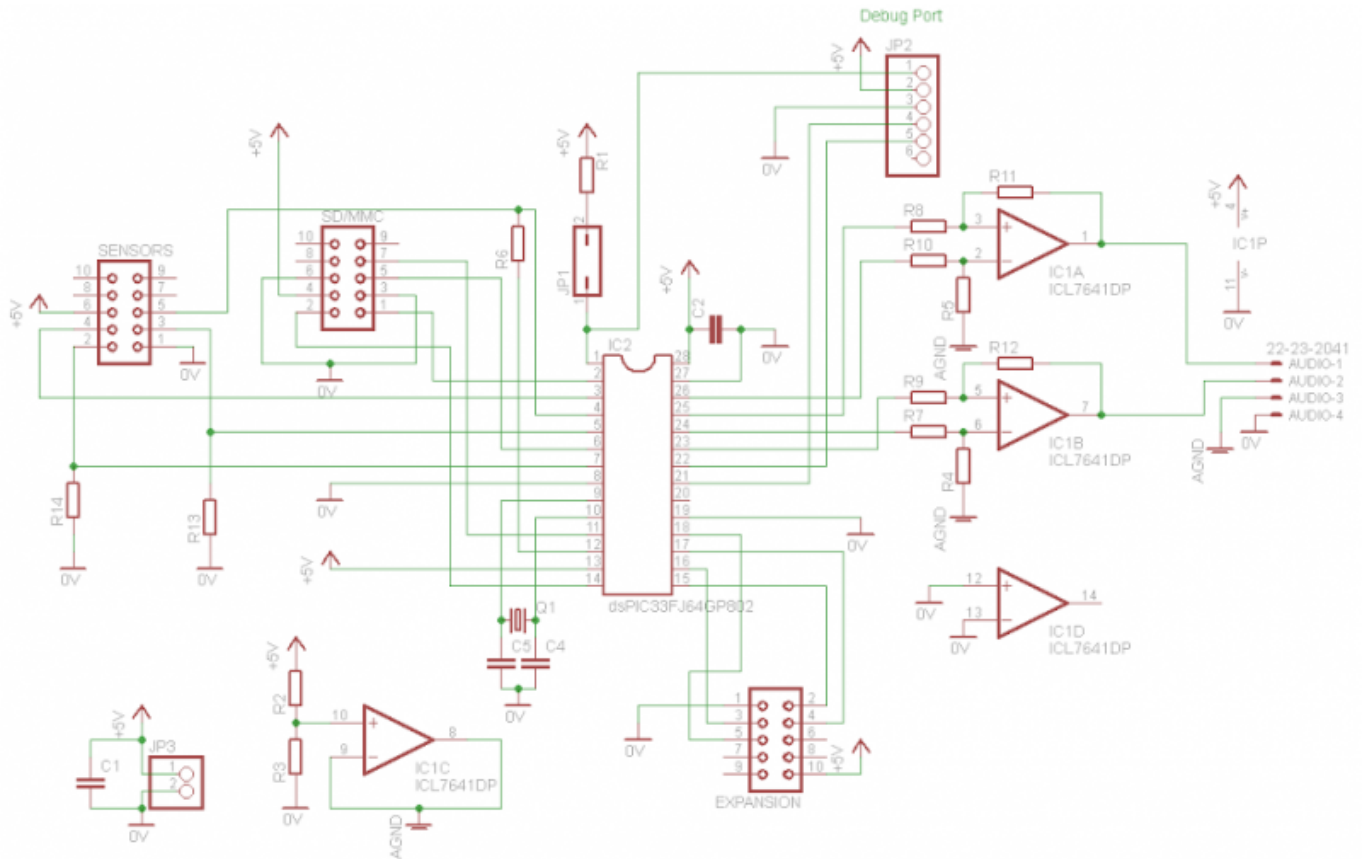 Debug Port
JP2
+5V
1
2
3
4
5
6
0V
+5V
+5V
R1
2
JP1
1
SD/MMC
10
9
8
7
6
5
4
3
2
1
0V
SENSORS
10
9
8
7
6
5
4
3
2
1
+5V
0V
R6
+5V
C2
0V
R11
R8
3
R10
2
1
IC1A
ICL7641DP
R5
AGND
+5V
4
V+
IC1P
V-
11
0V
R12
R9
5
R7
6
7
IC1B
ICL7641DP
R4
AGND
22-23-2041
AUDIO-1
AUDIO-2
AUDIO-3
AUDIO-4
0V
AGND
IC2
1
2
3
4
5
6
7
8
9
10
11
12
13
14
28
27
26
25
24
23
22
21
20
19
18
17
16
15
dsPIC33FJ64GP802
0V
0V
+5V
R14
0V
R13
0V
Q1
C5
C4
0V
12
13
14
0V
0V
IC1D
ICL7641DP
+5V
R2
R3
0V
10
9
8
IC1C
ICL7641DP
AGND
+5V
C1
JP3
1
2
0V
1
2
3
4
5
6
7
8
9
10
0V
+5V
EXPANSION